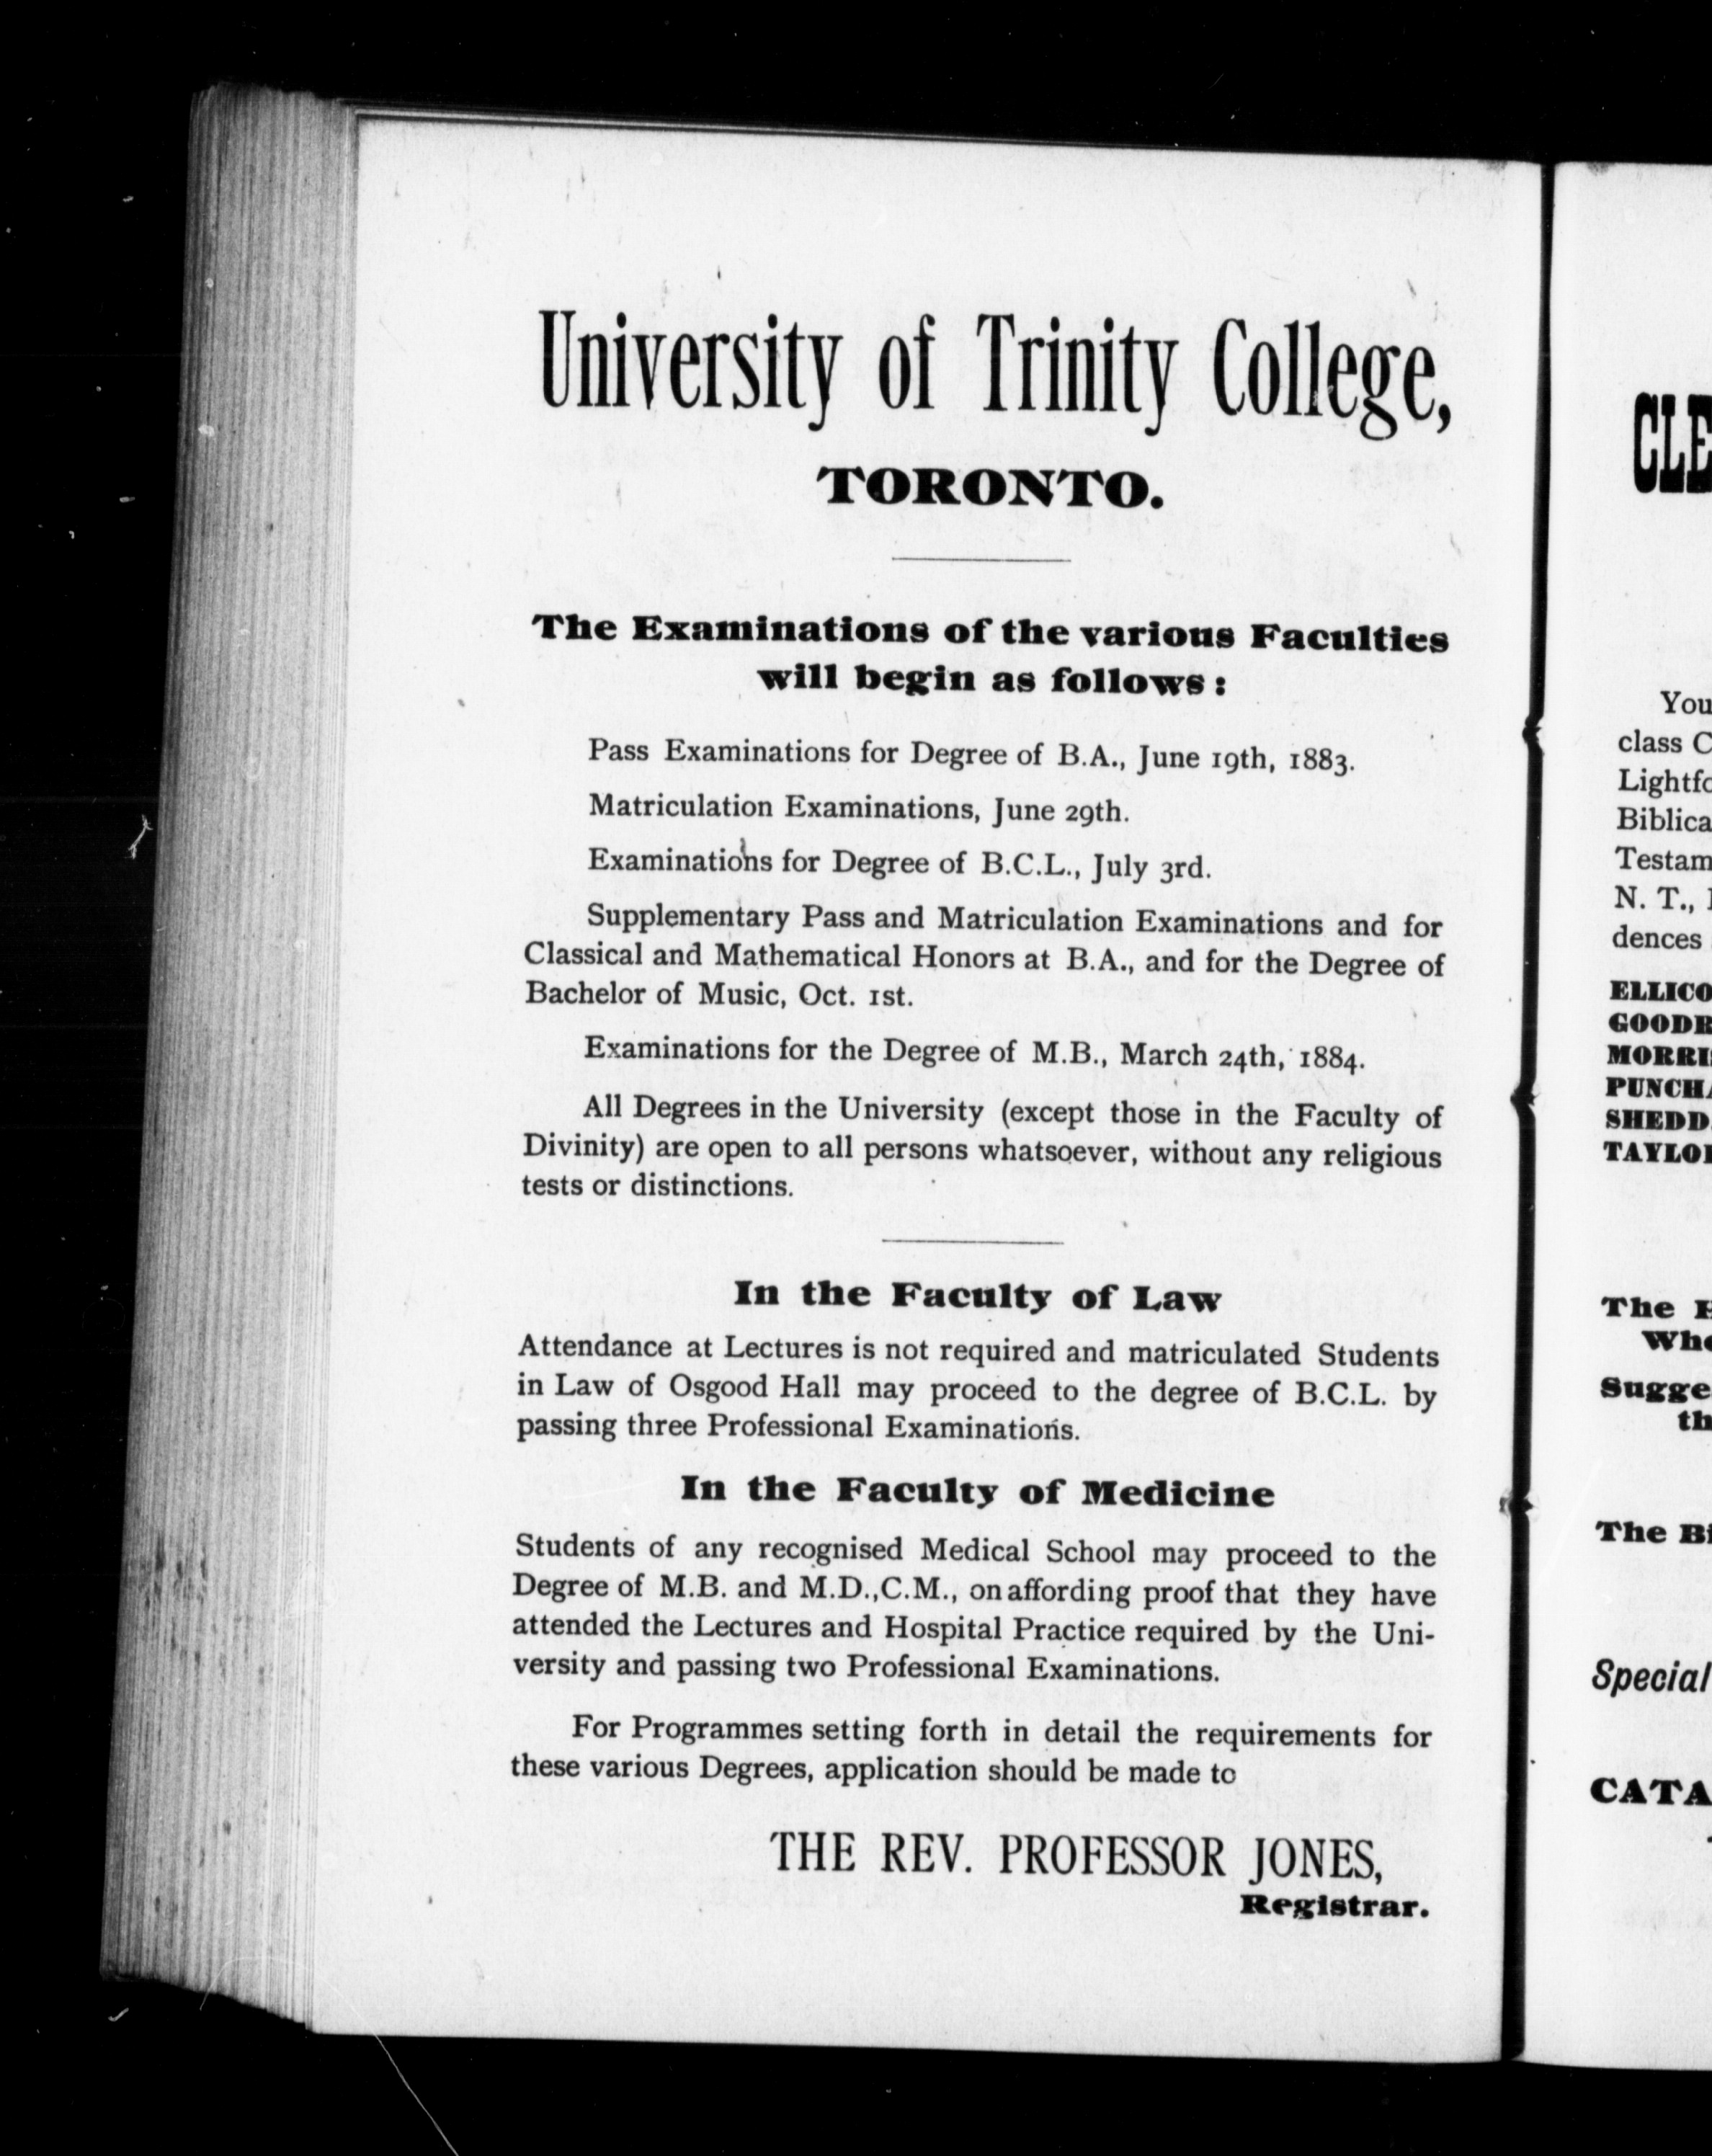 University of Trinity College,
TORONTO.
The Examinations of the various Faculties
will begin as follows:
Pass Examinations for Degree of B.A., June 19th, 1883.
Matriculation Examinations, June 29th.
Examinations for Degree of B.C.L., July 3rd.
Supplementary Pass and Matriculation Examinations and for
Classical and Mathematical Honors at B.A., and for the Degree of
Bachelor of Music, Oct. 1st.
Examinations for the Degree of M.B., March 24th, 1884.
All Degrees in the University (except those in the Faculty of
Divinity) are open to all persons whatsoever, without any religious
tests or distinctions.
In the Faculty of Law
Attendance at Lectures is not required and matriculated Students
in Law of Osgood Hall may proceed to the degree of B.C.L. by
passing three Professional Examinations.
In the Faculty of Medicine
Students of any recognised Medical School may proceed to the
Degree of M.B. and M.D.,C.M., on affording proof that they have
attended the Lectures and Hospital Practice required by the Uni-
versity and passing two Professional Examinations.
For Programmes setting forth in detail the requirements for
these various Degrees, application should be made to
THE REV. PROFESSOR JONES,
Registrar.
You
class
dences
The
Special